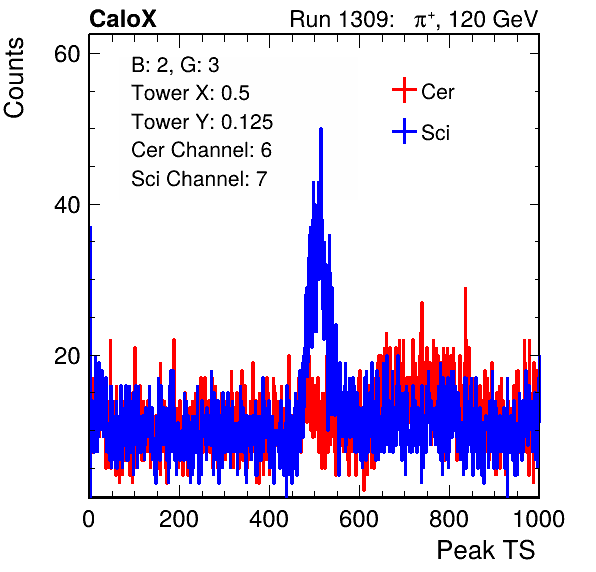 CaloX Run 1309: π⁺, 120 GeV
Counts
60
40
20
B: 2, G: 3
Tower X: 0.5
Tower Y: 0.125
Cer Channel: 6
Sci Channel: 7
Cer
Sci
0 200 400 600 800 1000
Peak TS